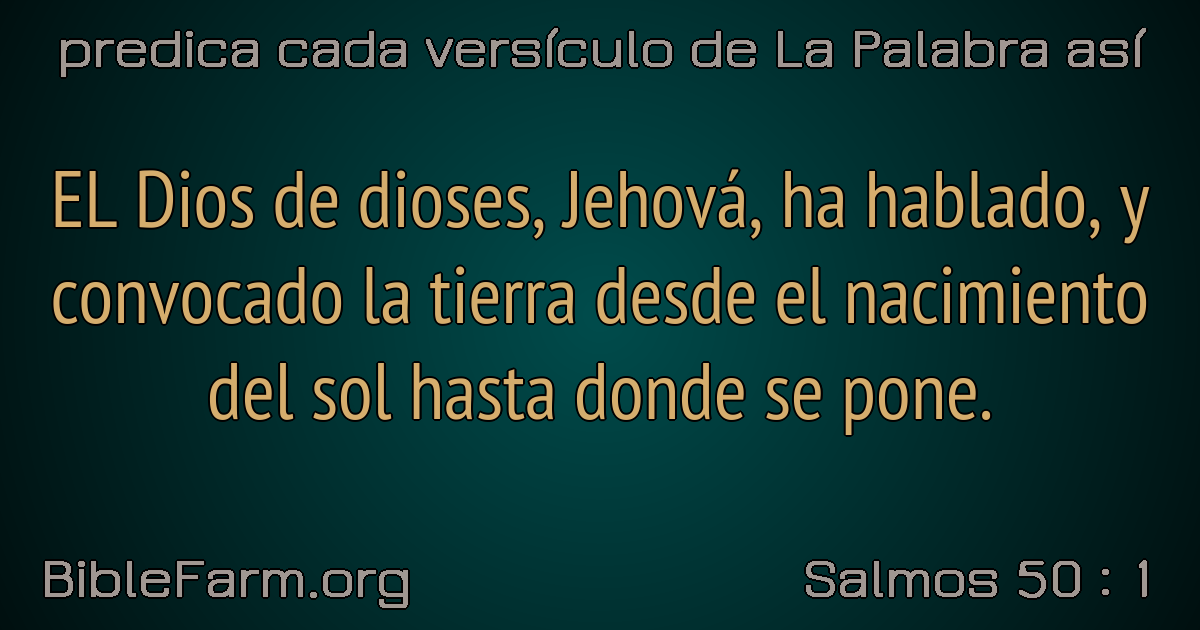 predica cada versículo de La Palabra así
EL Dios de dioses, Jehová, ha hablado, y
convocado la tierra desde el nacimiento
del sol hasta donde se pone.
BibleFarm.org
Salmos 50 : 1